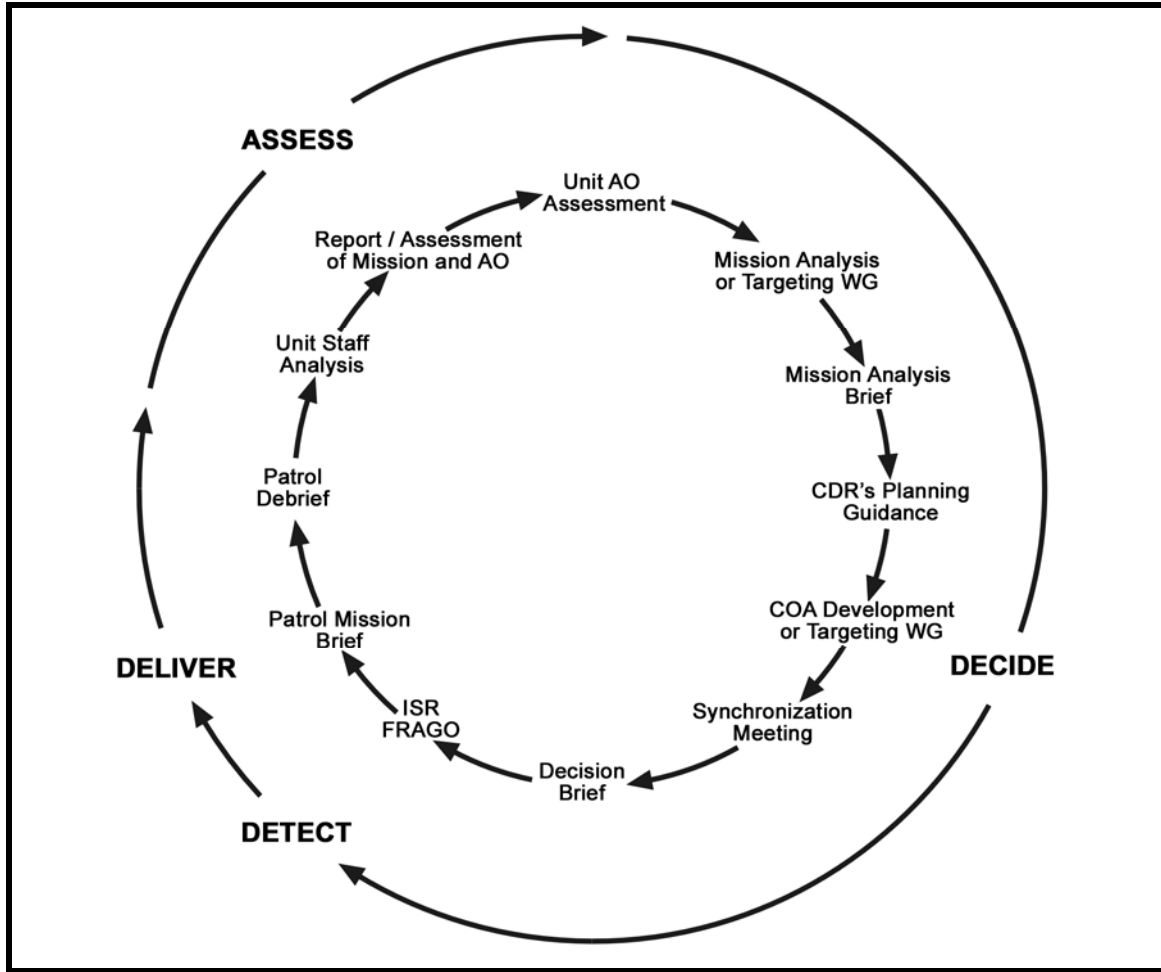 ASSESS
Unit AO
Assessment
Report / Assessment
of Mission and AO
Mission Analysis
or Targeting WG
Unit Staff
Analysis
Mission Analysis
Brief
Patrol
Debrief
CDR's Planning
Guidance
COA Development
or Targeting WG
Patrol Mission
Brief
DELIVER
DECIDE
ISR
FRAGO
Synchronization
Meeting
Decision
Brief
DETECT